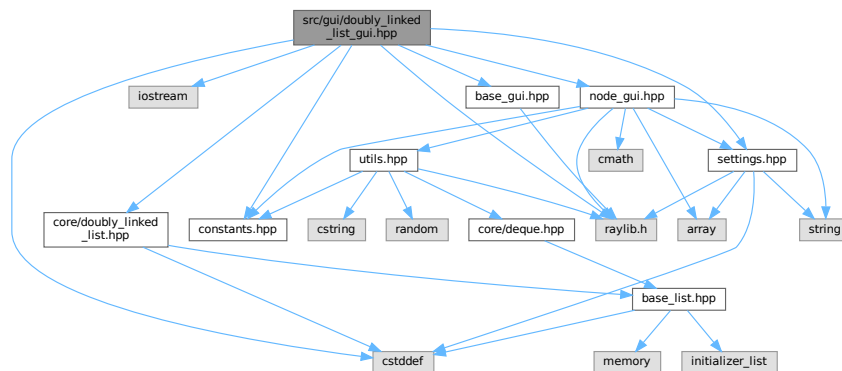 src/gui/doubly_linked
_list_gui.hpp
iostream
base_gui.hpp
node_gui.hpp
utils.hpp
cmath
settings.hpp
core/doubly_linked
_list.hpp
constants.hpp
cstring
random
core/deque.hpp
raylib.h
array
string
base_list.hpp
cstddef
memory
initializer_list